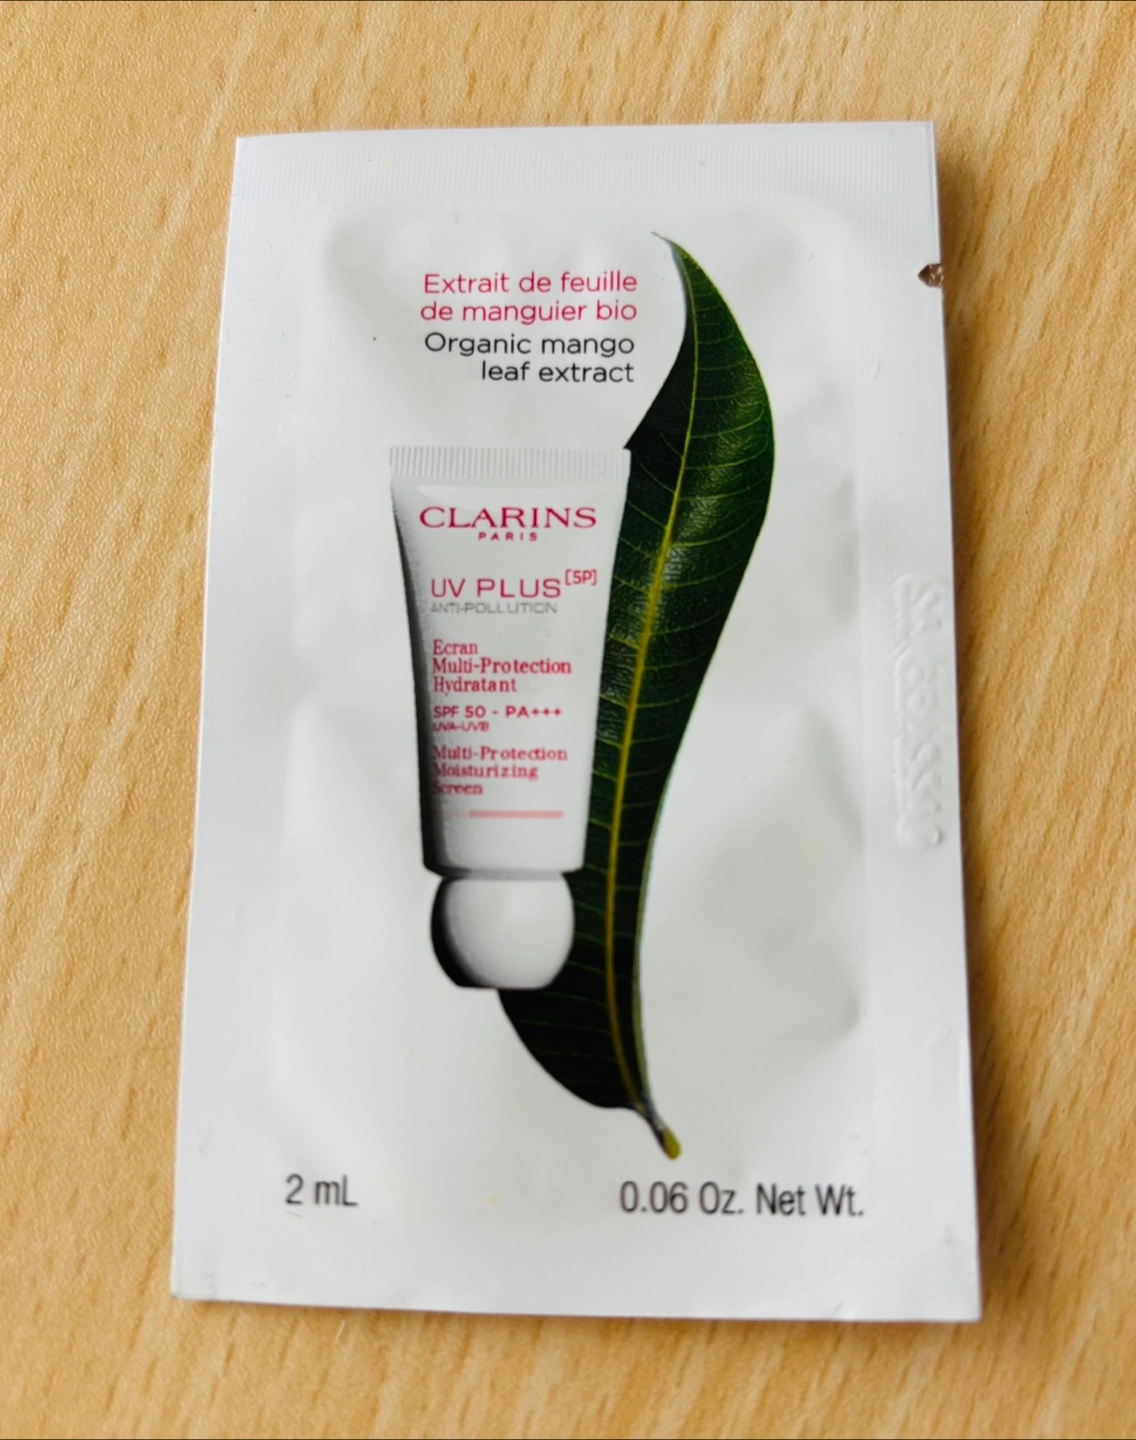 Extrait de feuille
de manguier bio
Organic mango
leaf extract
CLARINS
PARIS
UV PLUS [5P]
ANTI-POLLUTION
Ecran
Multi-Protection
Hydratant
SPF 50 - PA+++
UVA-UVB
Multi-Protection
Moisturizing
Screen
2 mL
0.06 Oz. Net Wt.